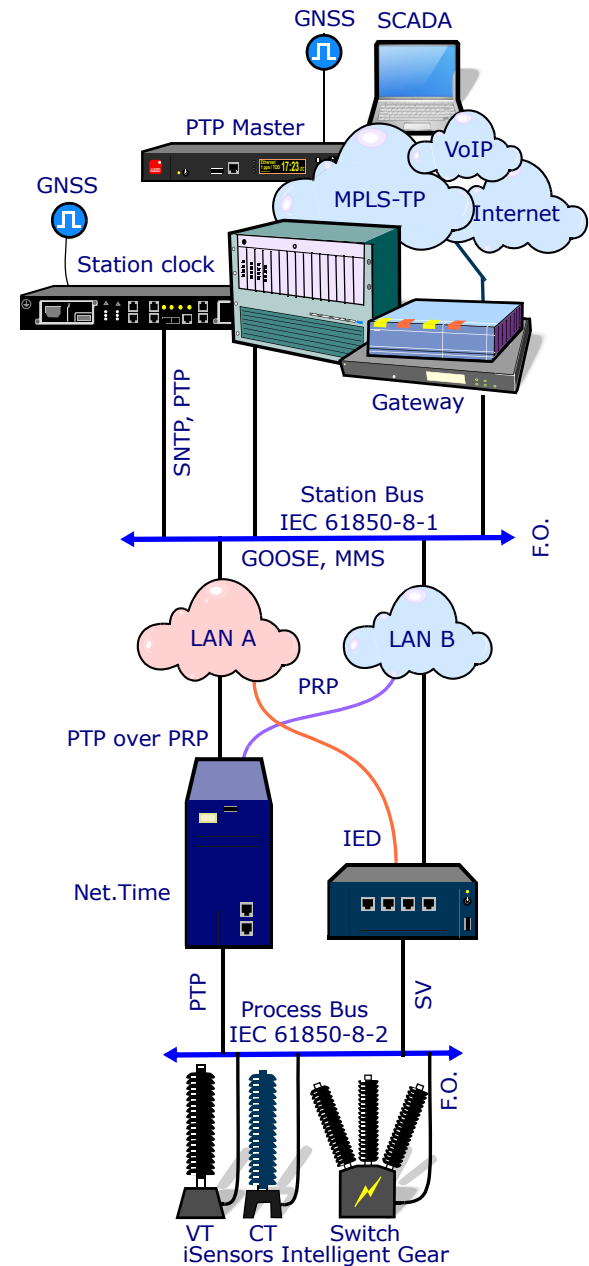 GNSS
SCADA
PTP Master
17:23
VoIP
MPLS-TP
Internet
GNSS
Station clock
Gateway
SNTP, PTP
Station Bus
IEC 61850-8-1
F.O.
GOOSE, MMS
LAN A
LAN B
PRP
PTP over PRP
IED
Net.Time
PTP
SV
Process Bus
IEC 61850-8-2
F.O.
VT
CT
Switch
iSensors Intelligent Gear